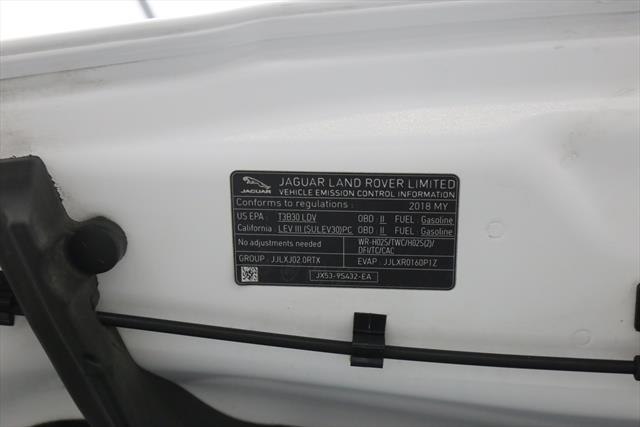 JAGUAR LAND ROVER LIMITED
JAGUAR VEHICLE EMISSION CONTROL INFORMATION
Conforms to regulations : 2018 MY
US EPA : T3B30 LDV OBD II FUEL: Gasoline
California : LEV III (SULEV30)PC OBD II FUEL: Gasoline
No adjustments needed
WR-HO2S/TWC/HO2S(2)/
DFI/TC/CAC
GROUP : JJLXJ02.0RTX EVAP : JJLXR0160P1Z
JX53-9S432-EA